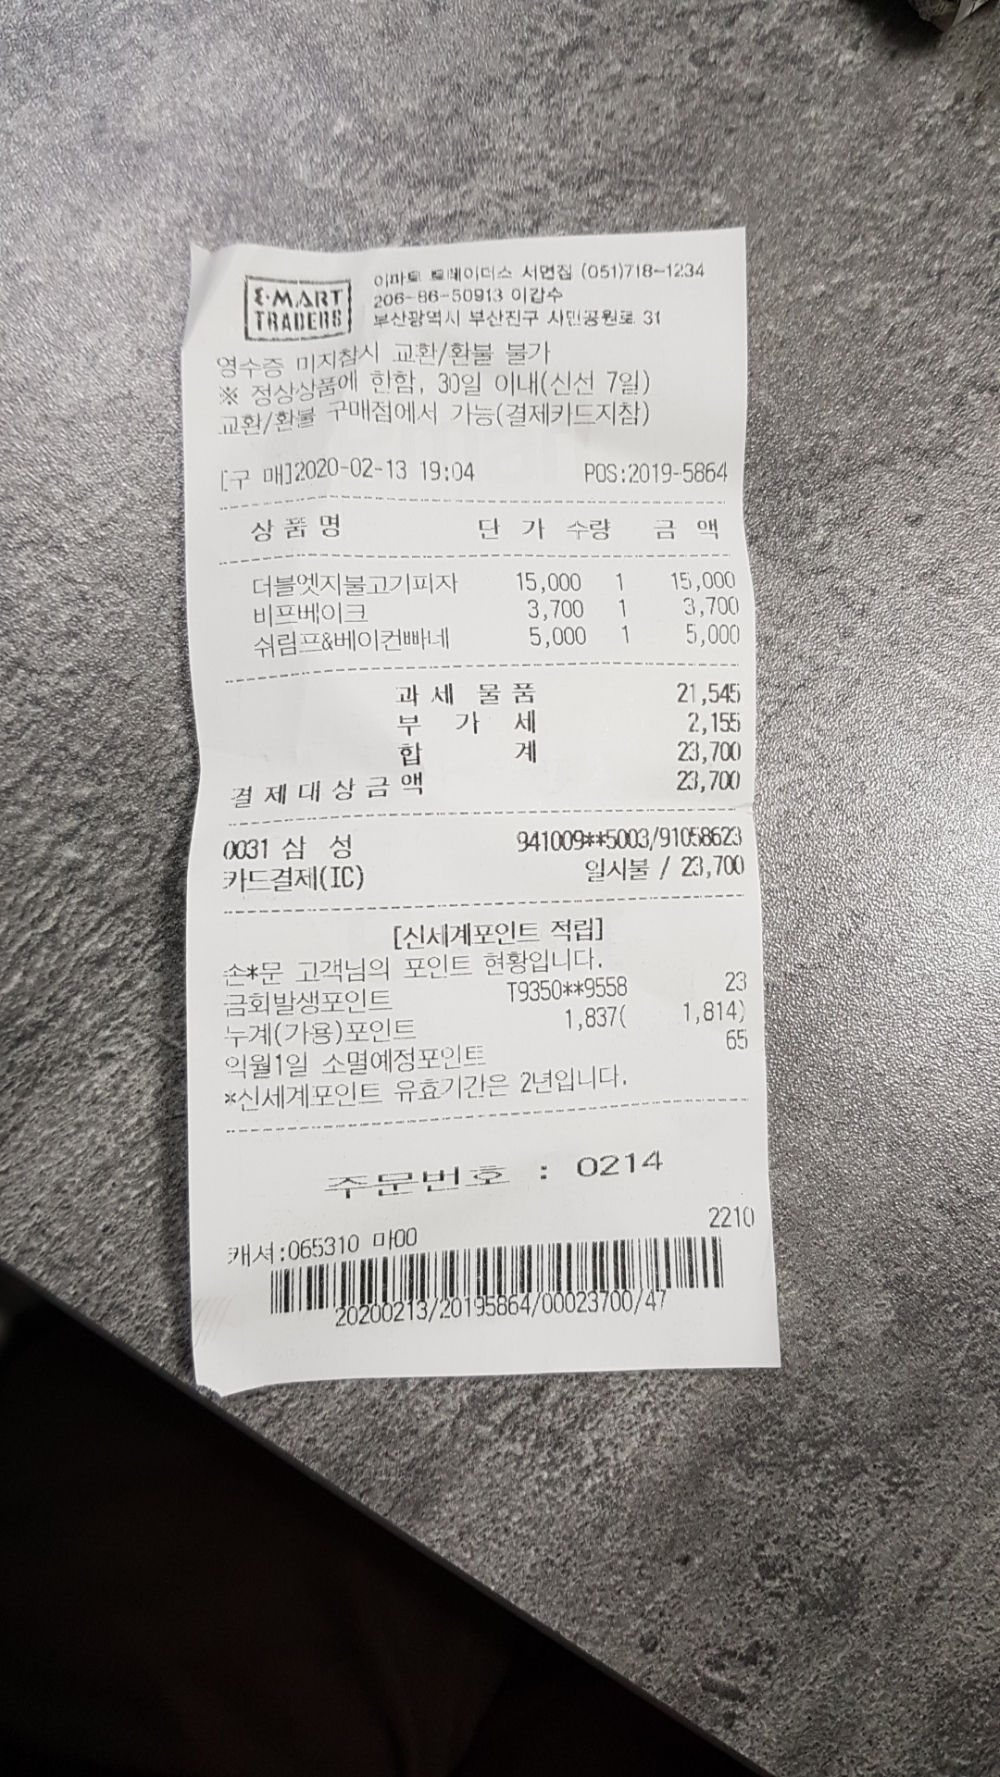 E·MART
TRADERS
이마트 트레이더스 서면점 (051)718-1234
206-86-50913 이갑수
부산광역시 부산진구 시민공원로 31
영수증 미지참시 교환/환불 불가
※ 정상상품에 한함, 30일 이내(신선 7일)
교환/환불 구매점에서 가능(결제카드지참)
[구 매]2020-02-13 19:04 POS:2019-5864
상 품 명 단 가 수량 금 액
더블엣지불고기피자 15,000 1 15,000
비프베이크 3,700 1 3,700
쉬림프&베이컨빠네 5,000 1 5,000
과 세 물 품 21,545
부 가 세 2,155
합 계 23,700
결 제 대 상 금 액 23,700
0031 삼 성 941009**5003/91058623
카드결제(IC) 일시불 / 23,700
[신세계포인트 적립]
손*문 고객님의 포인트 현황입니다.
금회발생포인트 T9350**9558 23
누계(가용)포인트 1,837( 1,814)
익월1일 소멸예정포인트 65
*신세계포인트 유효기간은 2년입니다.
주문번호 : 0214
캐셔:065310 마00 2210
20200213/20195864/00023700/47